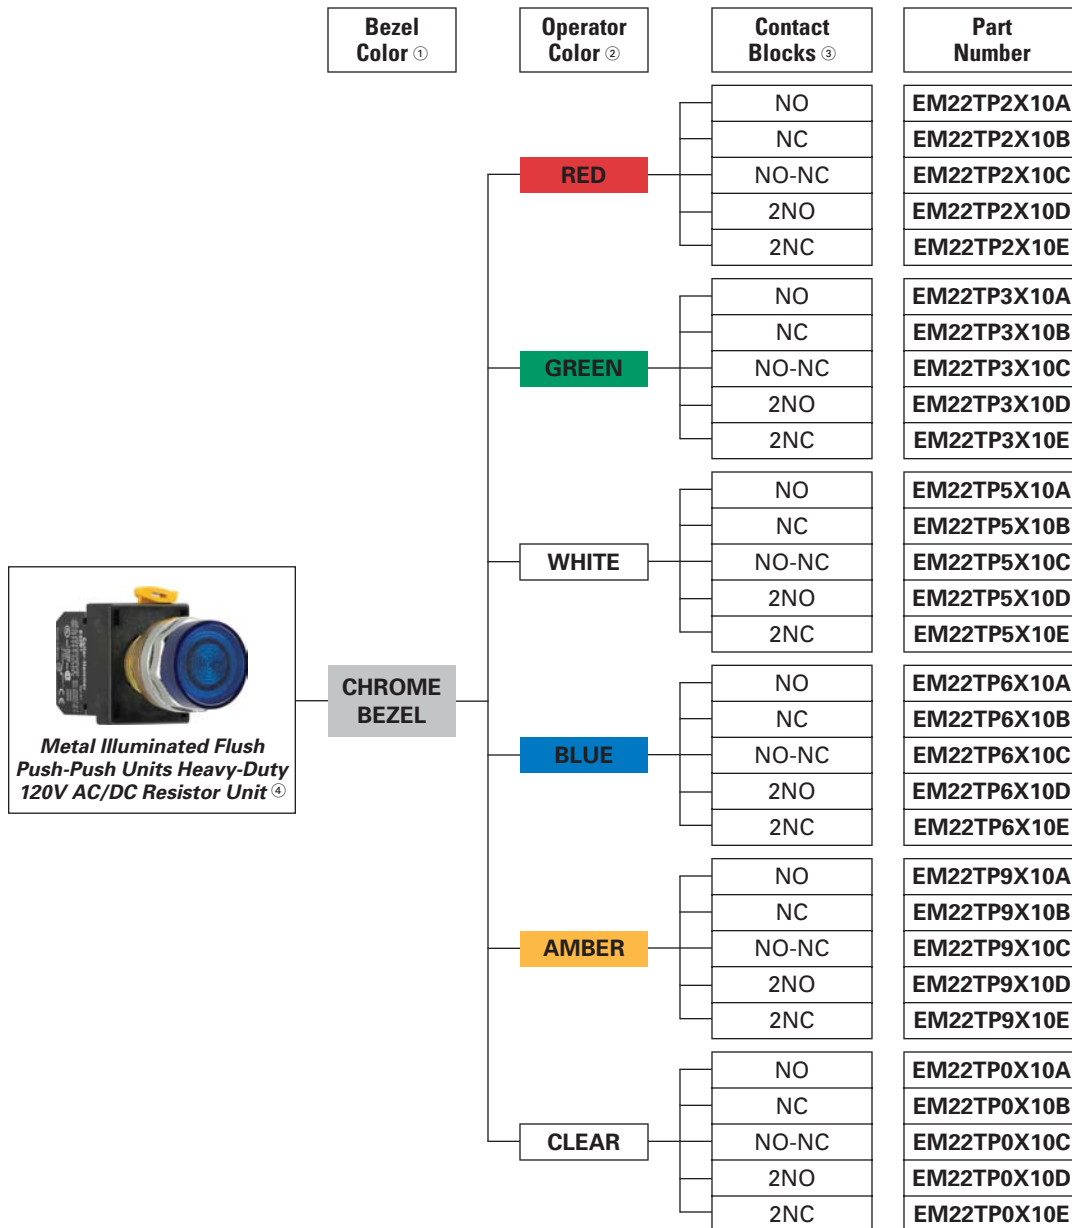 Bezel
Color ①
Operator
Color ②
Contact
Blocks ③
Part
Number
RED
NO EM22TP2X10A
NC EM22TP2X10B
NO-NC EM22TP2X10C
2NO EM22TP2X10D
2NC EM22TP2X10E
GREEN
NO EM22TP3X10A
NC EM22TP3X10B
NO-NC EM22TP3X10C
2NO EM22TP3X10D
2NC EM22TP3X10E
WHITE
NO EM22TP5X10A
NC EM22TP5X10B
NO-NC EM22TP5X10C
2NO EM22TP5X10D
2NC EM22TP5X10E
Metal Illuminated Flush
Push-Push Units Heavy-Duty
120V AC/DC Resistor Unit ④
CHROME
BEZEL
BLUE
NO EM22TP6X10A
NC EM22TP6X10B
NO-NC EM22TP6X10C
2NO EM22TP6X10D
2NC EM22TP6X10E
AMBER
NO EM22TP9X10A
NC EM22TP9X10B
NO-NC EM22TP9X10C
2NO EM22TP9X10D
2NC EM22TP9X10E
CLEAR
NO EM22TP0X10A
NC EM22TP0X10B
NO-NC EM22TP0X10C
2NO EM22TP0X10D
2NC EM22TP0X10E